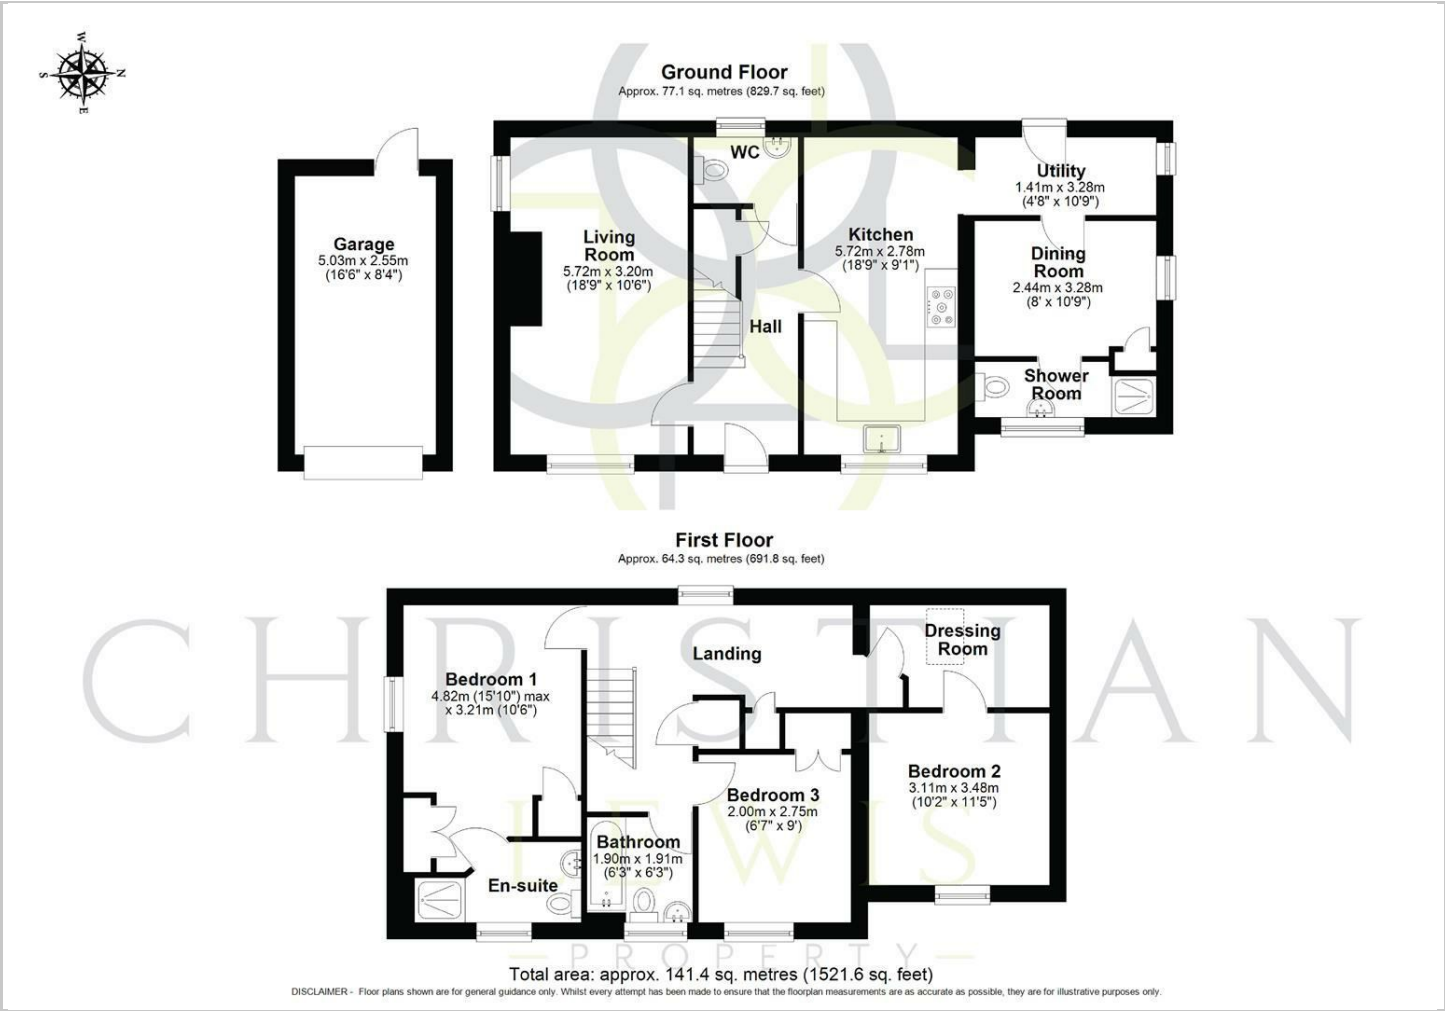 W
S
N
E
Ground Floor
Approx. 77.1 sq. metres (829.7 sq. feet)
WC
Utility
1.41m x 3.28m
(4'8" x 10'9")
Garage
5.03m x 2.55m
(16'6" x 8'4")
Living
Room
5.72m x 3.20m
(18'9" x 10'6")
Kitchen
5.72m x 2.78m
(18'9" x 9'1")
Dining
Room
2.44m x 3.28m
(8' x 10'9")
Hall
Shower
Room
First Floor
Approx. 64.3 sq. metres (691.8 sq. feet)
CHRISTIAN
LEWIS
PROPERTY
Landing
Dressing
Room
Bedroom 1
4.82m (15'10") max
x 3.21m (10'6")
Bedroom 2
3.11m x 3.48m
(10'2" x 11'5")
Bedroom 3
2.00m x 2.75m
(6'7" x 9')
Bathroom
1.90m x 1.91m
(6'3" x 6'3")
En-suite
Total area: approx. 141.4 sq. metres (1521.6 sq. feet)
DISCLAIMER - Floor plans shown are for general guidance only. Whilst every attempt has been made to ensure that the floorplan measurements are as accurate as possible, they are for illustrative purposes only.